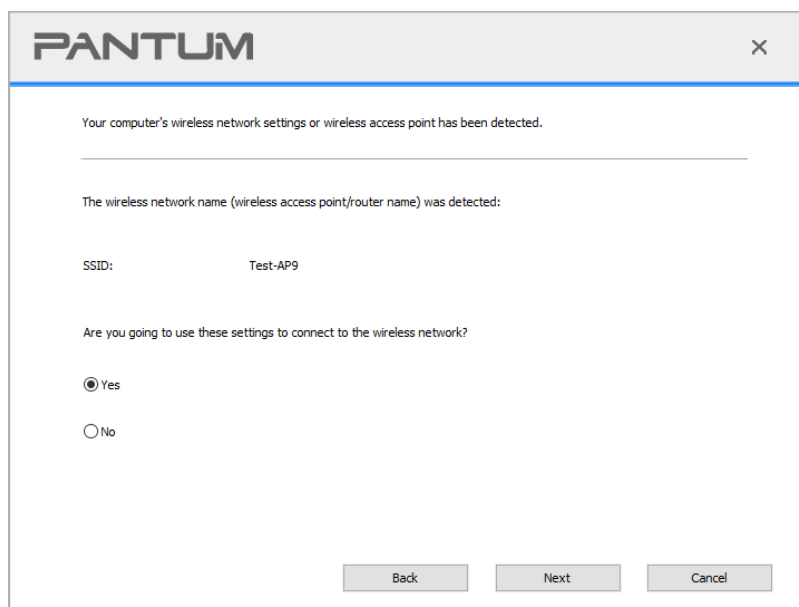 PANTUM
Your computer's wireless network settings or wireless access point has been detected.
The wireless network name (wireless access point/router name) was detected:
SSID: Test-AP9
Are you going to use these settings to connect to the wireless network?
Yes
No
Back Next Cancel